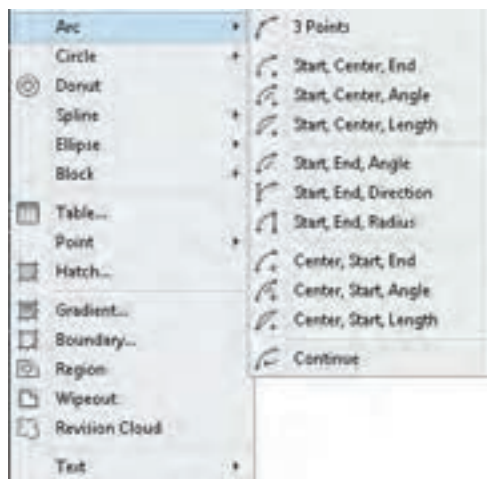 Arc
Circle
Donut
Spline
Ellipse
Block
Table...
Point
Hatch...
Gradient...
Boundary...
Region
Wipeout
Revision Cloud
Text
3 Points
Start, Center, End
Start, Center, Angle
Start, Center, Length
Start, End, Angle
Start, End, Direction
Start, End, Radius
Center, Start, End
Center, Start, Angle
Center, Start, Length
Continue